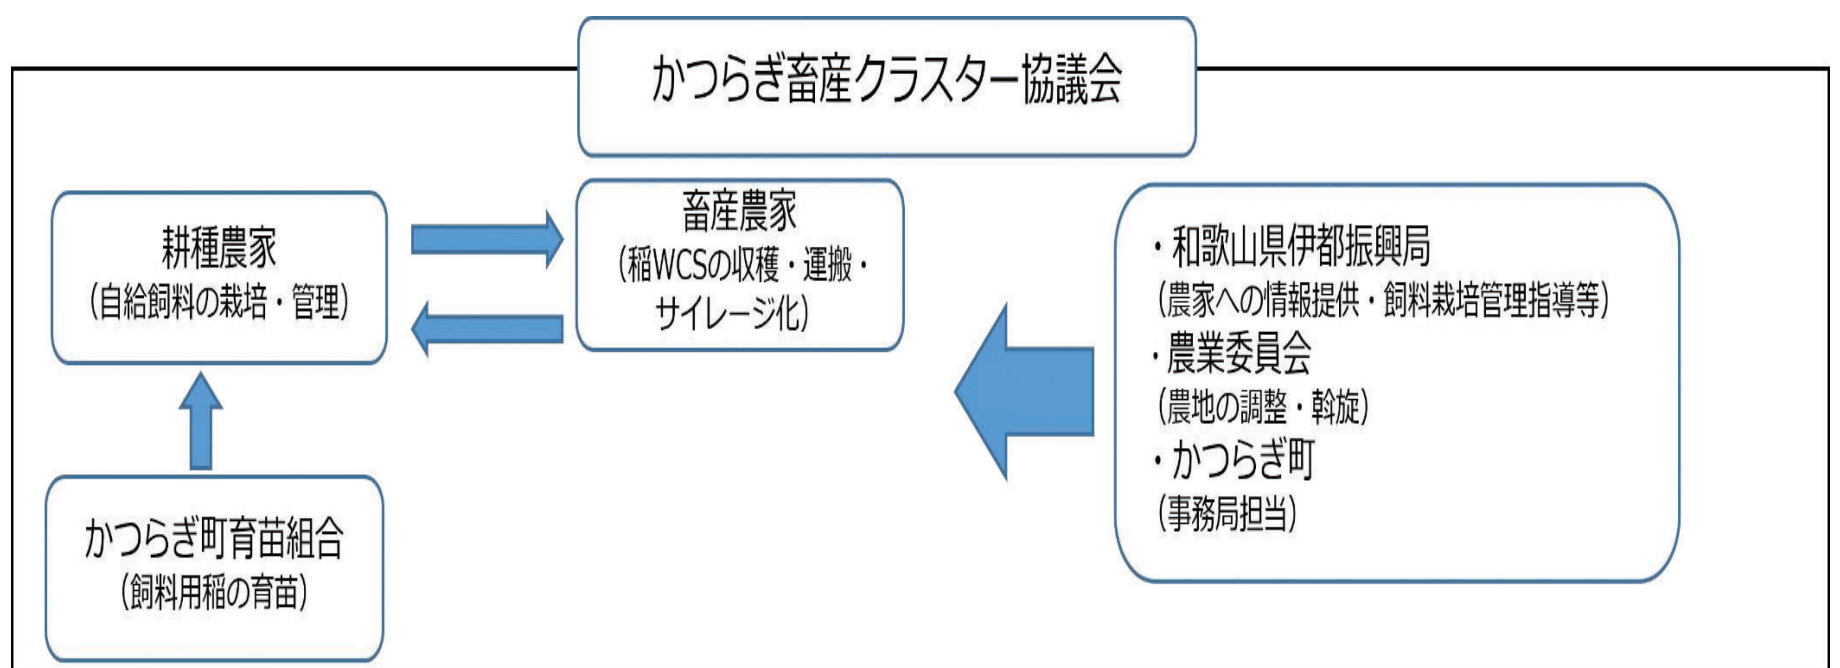 かつらぎ畜産クラスター協議会
耕種農家
（自給飼料の栽培・管理）
畜産農家
（稲WCSの収穫・運搬・
サイレージ化）
かつらぎ町育苗組合
（飼料用稲の育苗）
・和歌山県伊都振興局
（農家への情報提供・飼料栽培管理指導等）
・農業委員会
（農地の調整・斡旋）
・かつらぎ町
（事務局担当）